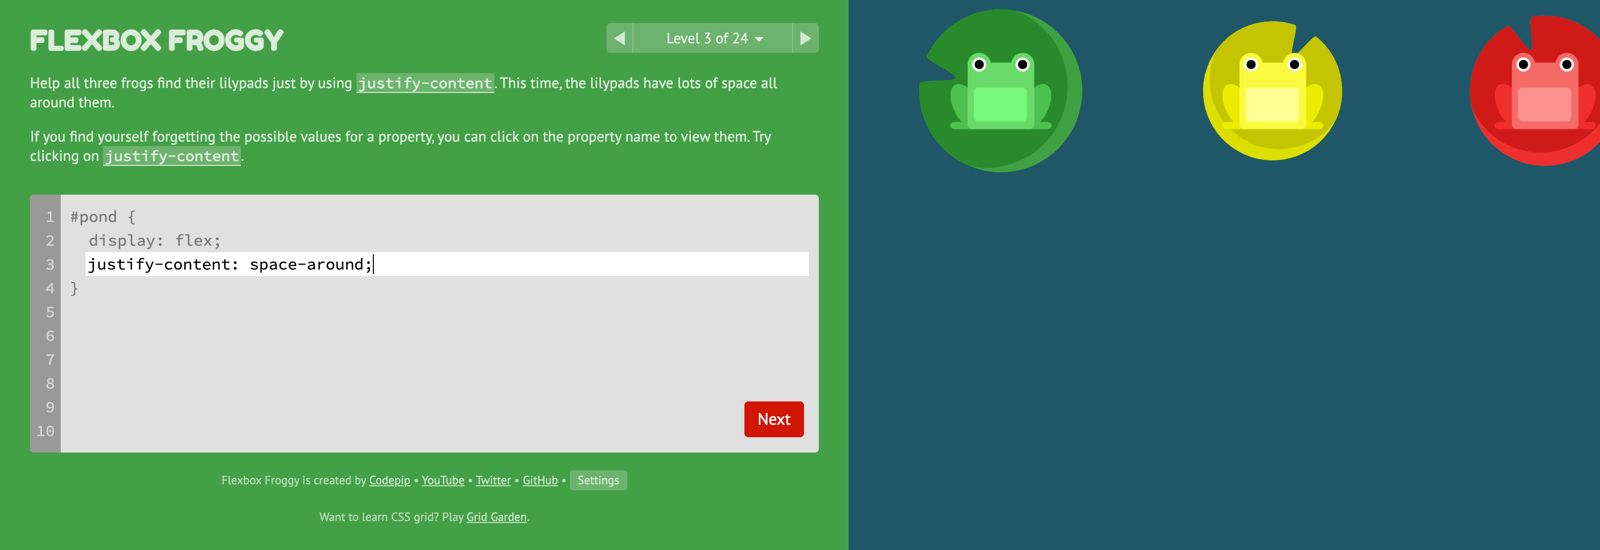 FLEXBOX FROGGY
Level 3 of 24
Help all three frogs find their lilypads just by using justify-content. This time, the lilypads have lots of space all
around them.
If you find yourself forgetting the possible values for a property, you can click on the property name to view them. Try
clicking on justify-content.
1 #pond {
2 display: flex;
3 justify-content: space-around;
4 }
5
6
7
8
9
10
Next
Flexbox Froggy is created by Codepip • YouTube • Twitter • GitHub • Settings
Want to learn CSS grid? Play Grid Garden.